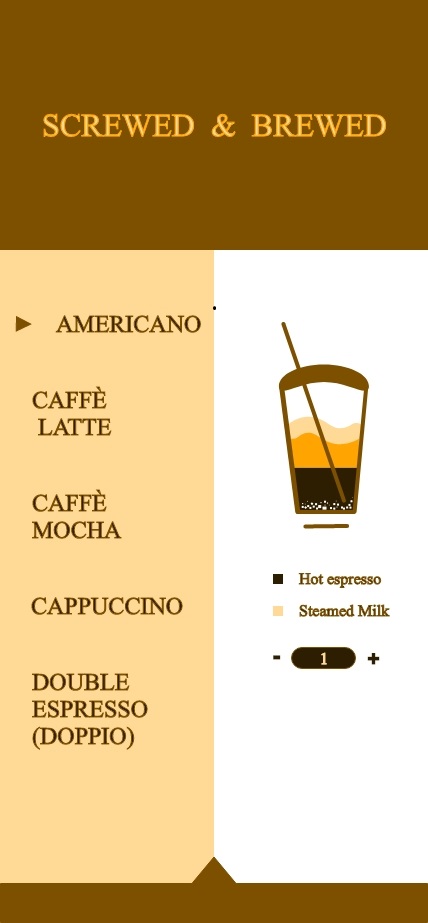 SCREWED & BREWED
AMERICANO
CAFFÈ
LATTE
CAFFÈ
MOCHA
CAPPUCCINO
DOUBLE
ESPRESSO
(DOPPIO)
Hot espresso
Steamed Milk
- 1 +